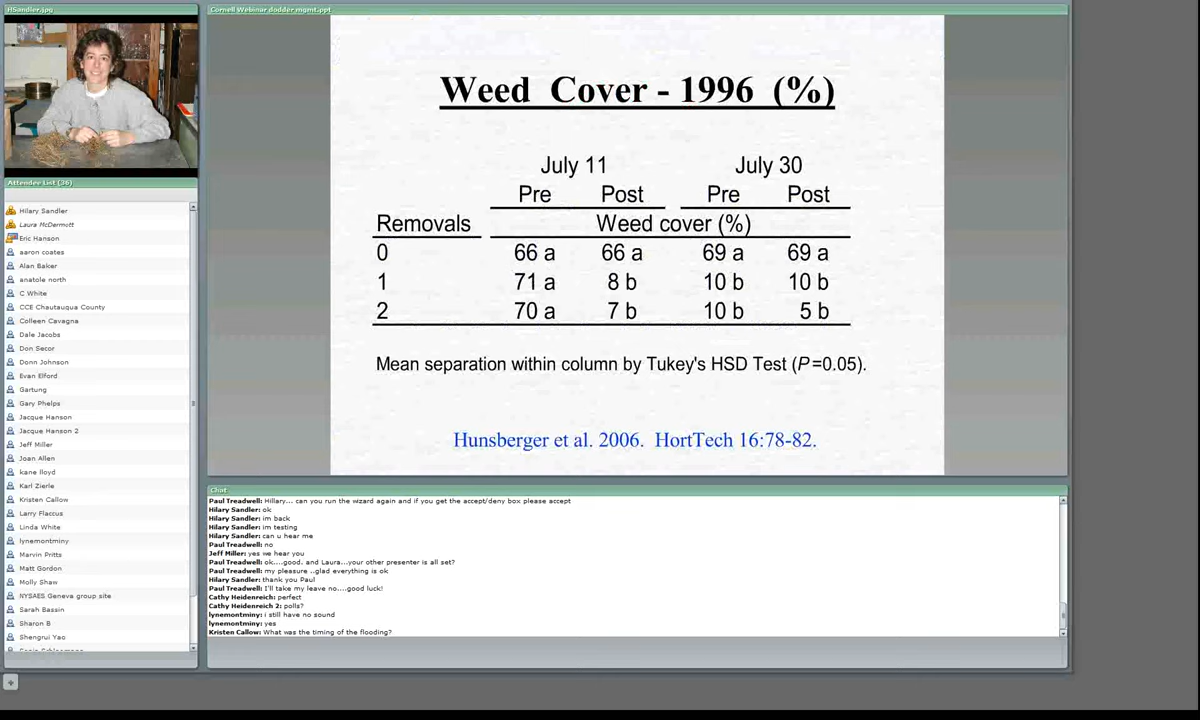 HSandler.jpg
Cornell Webinar dodder mgmt.ppt
Weed Cover - 1996 (%)
July 11 July 30
Pre Post Pre Post
Removals Weed cover (%)
0 66 a 66 a 69 a 69 a
1 71 a 8 b 10 b 10 b
2 70 a 7 b 10 b 5 b
Mean separation within column by Tukey's HSD Test (P=0.05).
Hunsberger et al. 2006. HortTech 16:78-82.
Attendee List (36)
Hilary Sandler
Laura McDermott
Eric Hanson
aaron coates
Alan Baker
anatole north
C White
CCE Chautauqua County
Colleen Cavagna
Dale Jacobs
Don Secor
Donn Johnson
Evan Elford
Gartung
Gary Phelps
Jacque Hanson
Jacque Hanson 2
Jeff Miller
Joan Allen
kane lloyd
Karl Zierle
Kristen Callow
Larry Flaccus
Linda White
lynemontminy
Marvin Pritts
Matt Gordon
Molly Shaw
NYSAES Geneva group site
Sarah Bassin
Sharon B
Shengrui Yao
Chat
Paul Treadwell: Hillary... can you run the wizard again and if you get the accept/deny box please accept
Hilary Sandler: ok
Hilary Sandler: im back
Hilary Sandler: im testing
Hilary Sandler: can u hear me
Paul Treadwell: no
Jeff Miller: yes we hear you
Paul Treadwell: ok....good. and Laura...your other presenter is all set?
Paul Treadwell: my pleasure ..glad everything is ok
Hilary Sandler: thank you Paul
Paul Treadwell: I'll take my leave no....good luck!
Cathy Heidenreich: perfect
Cathy Heidenreich 2: polls?
lynemontminy: i still have no sound
lynemontminy: yes
Kristen Callow: What was the timing of the flooding?